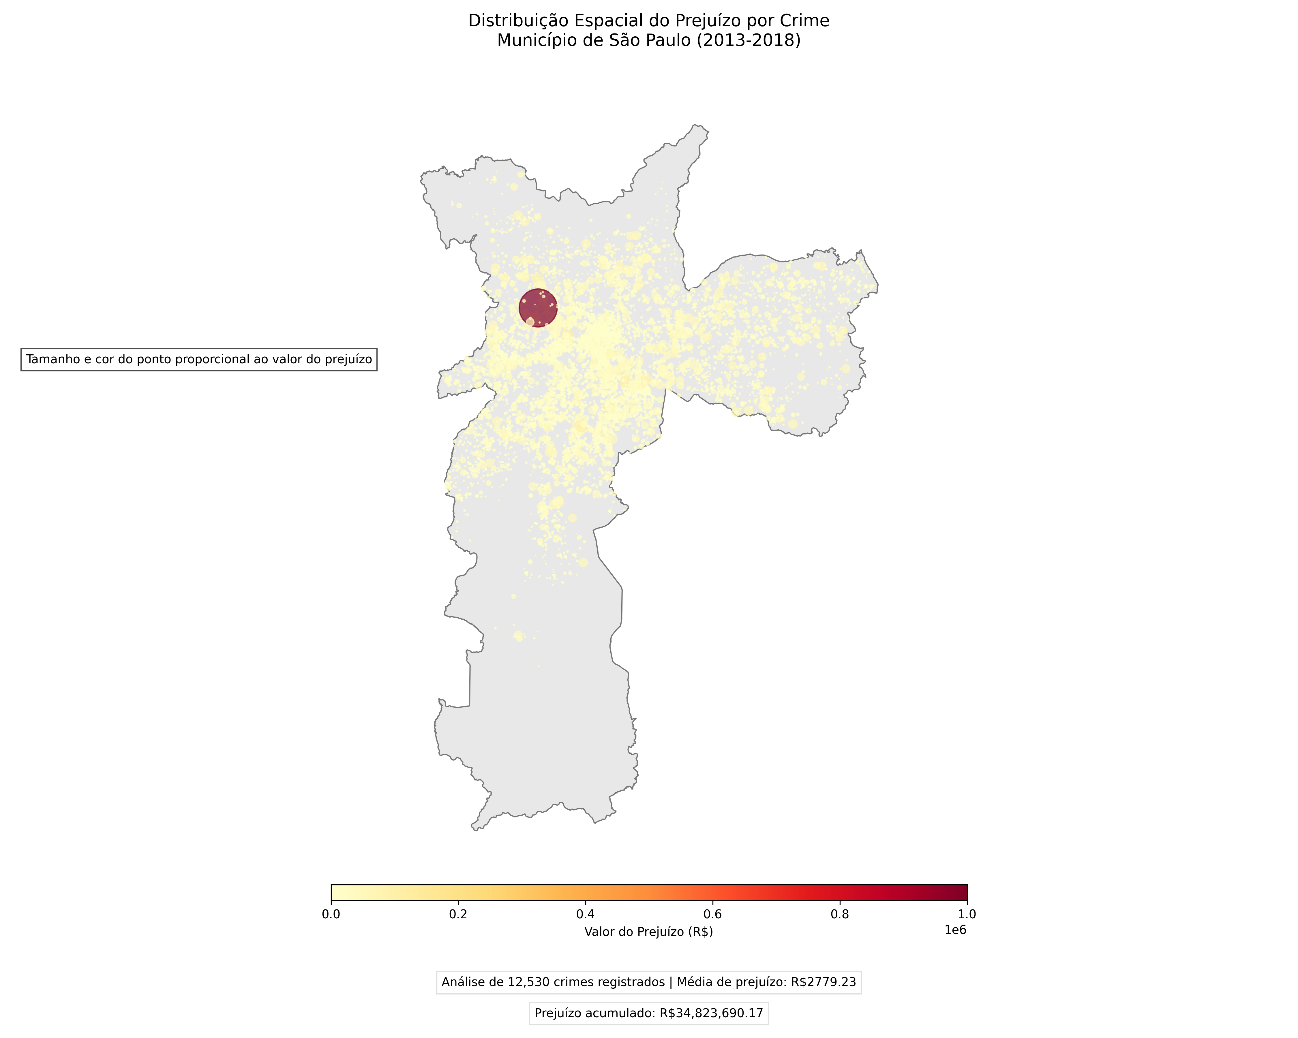 Distribuição Espacial do Prejuízo por Crime
Município de São Paulo (2013-2018)
Tamanho e cor do ponto proporcional ao valor do prejuízo
0.0 0.2 0.4 0.6 0.8 1.0
1e6
Valor do Prejuízo (R$)
Análise de 12,530 crimes registrados | Média de prejuízo: R$2779.23
Prejuízo acumulado: R$34,823,690.17